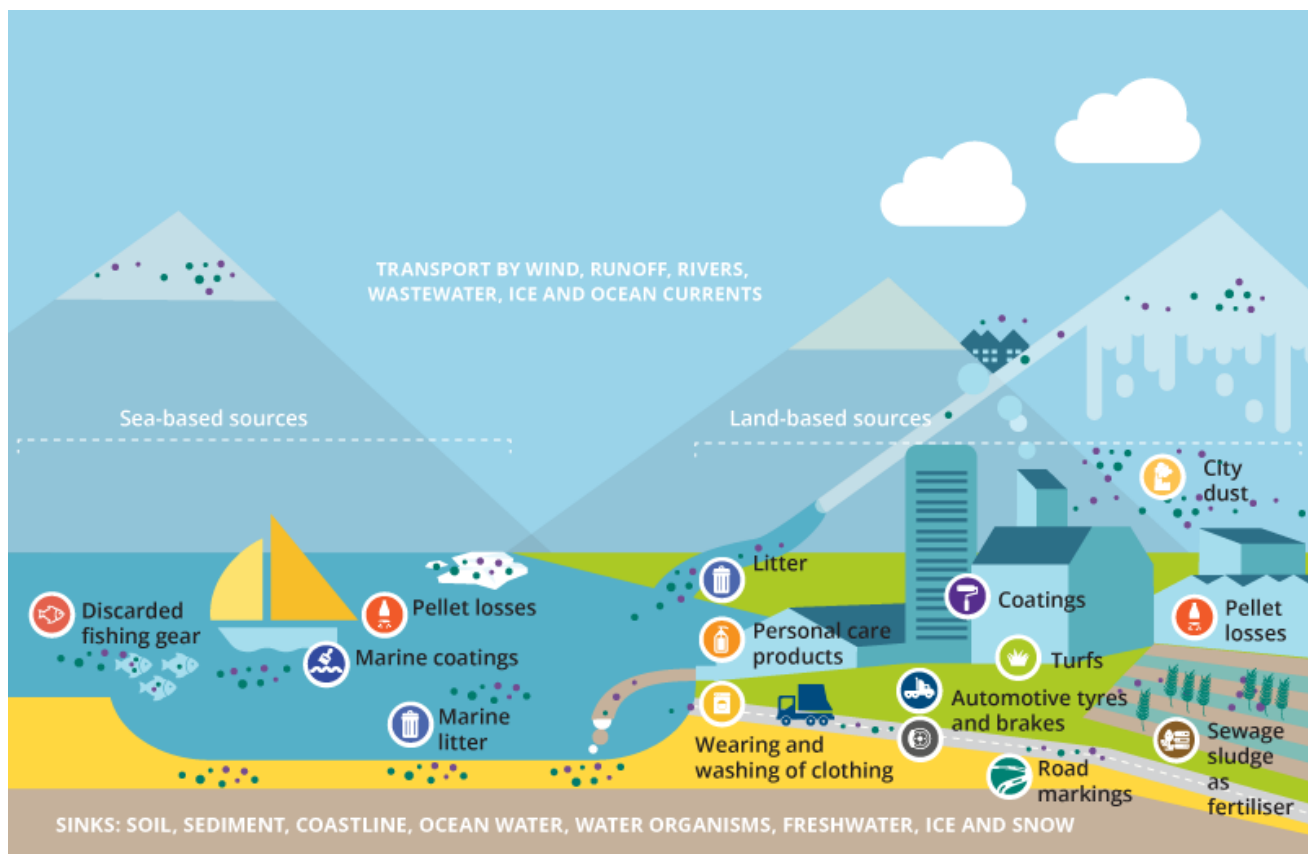 TRANSPORT BY WIND, RUNOFF, RIVERS,
WASTEWATER, ICE AND OCEAN CURRENTS
Sea-based sources
Land-based sources
City
dust
Litter
Discarded
fishing gear
Pellet losses
Marine coatings
Marine
litter
Personal care
products
Coatings
Pellet
losses
Turfs
Automotive tyres
and brakes
Wearing and
washing of clothing
Road
markings
Sewage
sludge
as
fertiliser
SINKS: SOIL, SEDIMENT, COASTLINE, OCEAN WATER, WATER ORGANISMS, FRESHWATER, ICE AND SNOW